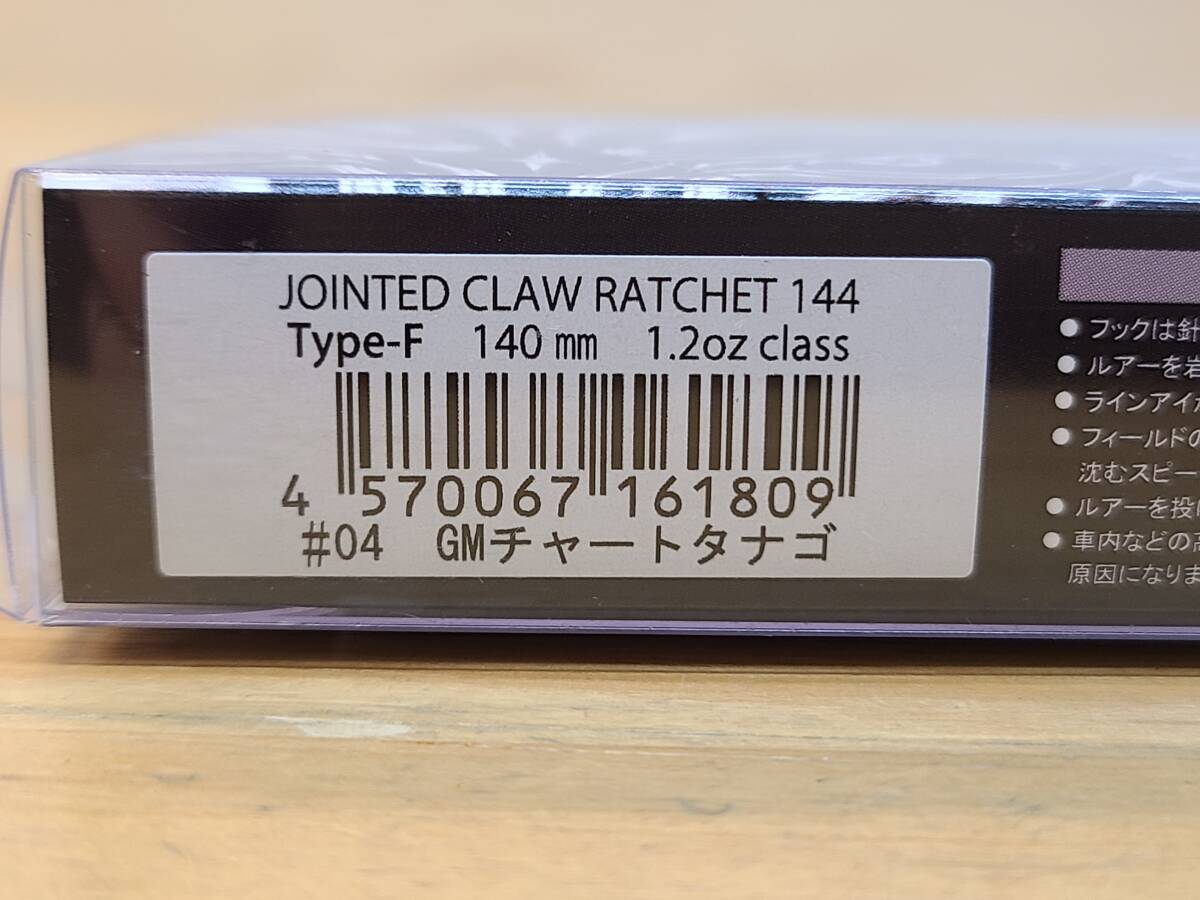 JOINTED CLAW RATCHET 144
Type-F 140 mm 1.2oz class
4 570067 161809
#04 GMチャートタナゴ
● フックは針
● ルアーを岩
● ラインアイが
● フィールドの
沈むスピー
● ルアーを投げ
● 車内などの高
原因になりま